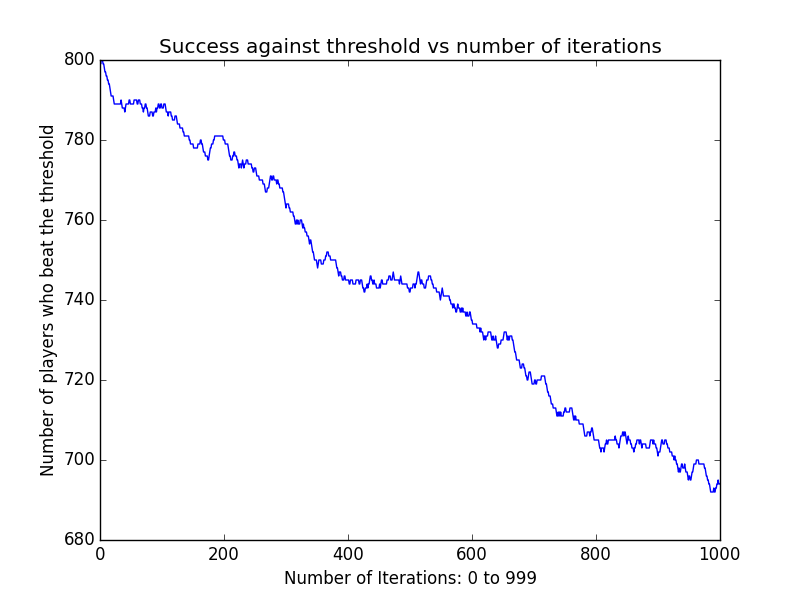 Success against threshold vs number of iterations
800
780
760
740
720
700
680
Number of players who beat the threshold
0 200 400 600 800 1000
Number of Iterations: 0 to 999